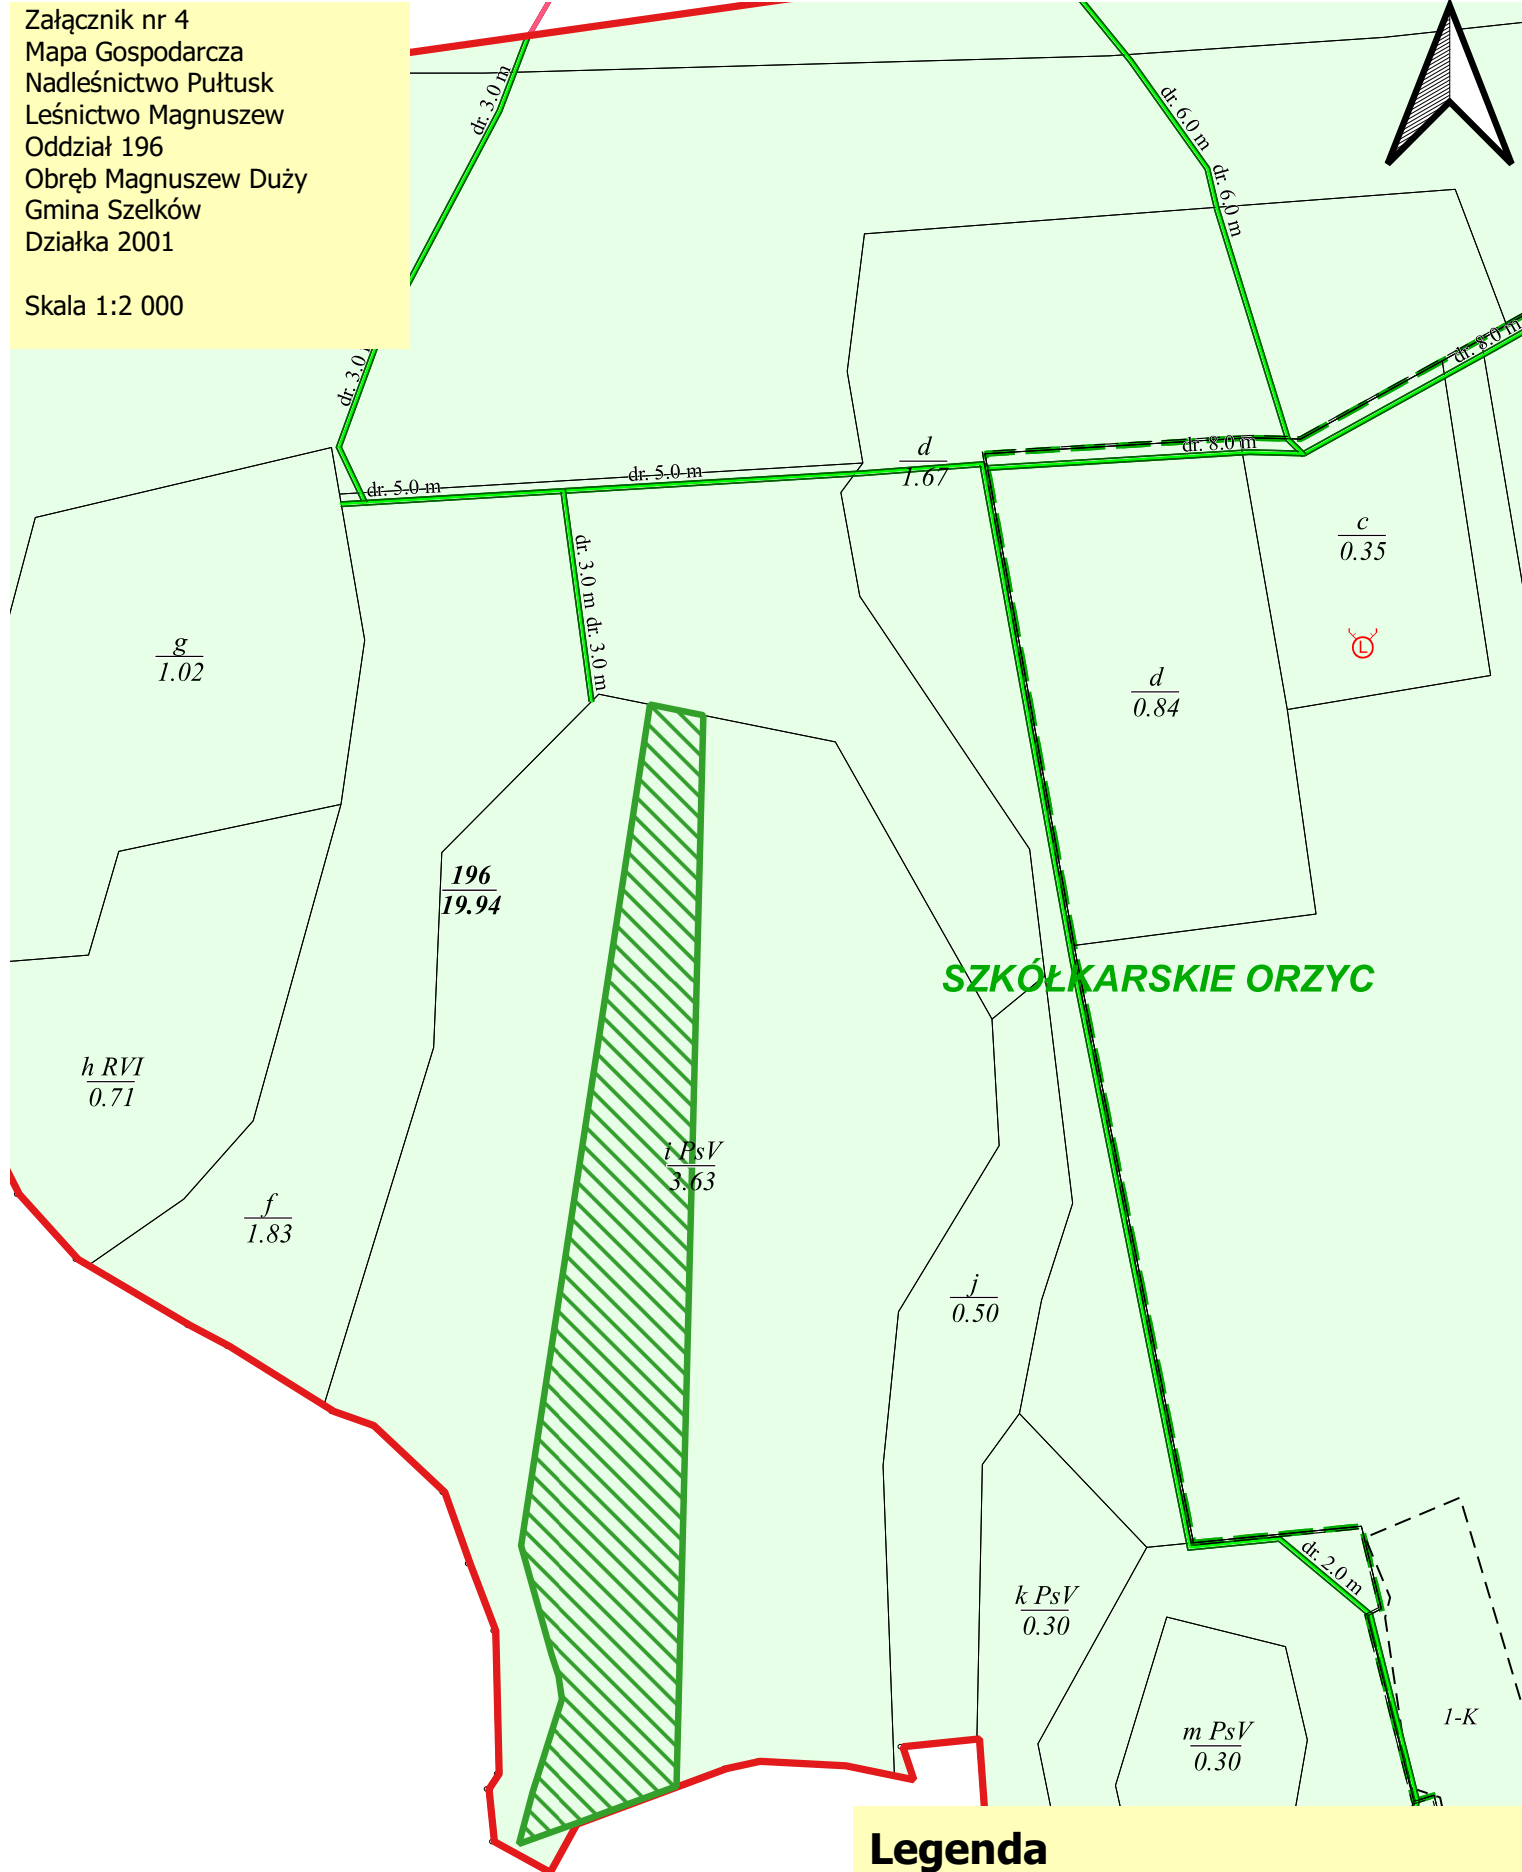 Załącznik nr 4
Mapa Gospodarcza
Nadleśnictwo Pułtusk
Leśnictwo Magnuszew
Oddział 196
Obręb Magnuszew Duży
Gmina Szelków
Działka 2001
Skala 1:2 000
dr. 3.0 m
dr. 6.0 m
dr. 6.0 m
dr. 3.0
dr. 8.0 m
dr. 8.0 m
d
1.67
dr. 5.0 m
dr. 5.0 m
c
0.35
dr. 3.0 m
dr. 3.0 m
g
1.02
L
d
0.84
196
19.94
SZKÓŁKARSKIE ORZYC
h RVI
0.71
i PsV
3.63
f
1.83
j
0.50
dr. 2.0 m
k PsV
0.30
1-K
m PsV
0.30
Legenda